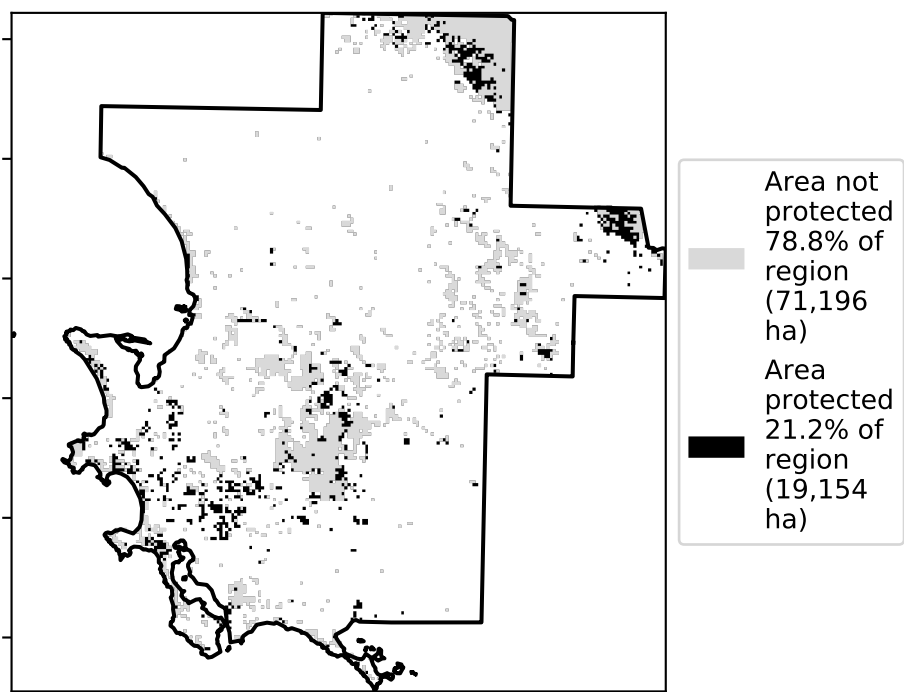 Area not
protected
78.8% of
region
(71,196
ha)
Area
protected
21.2% of
region
(19,154
ha)